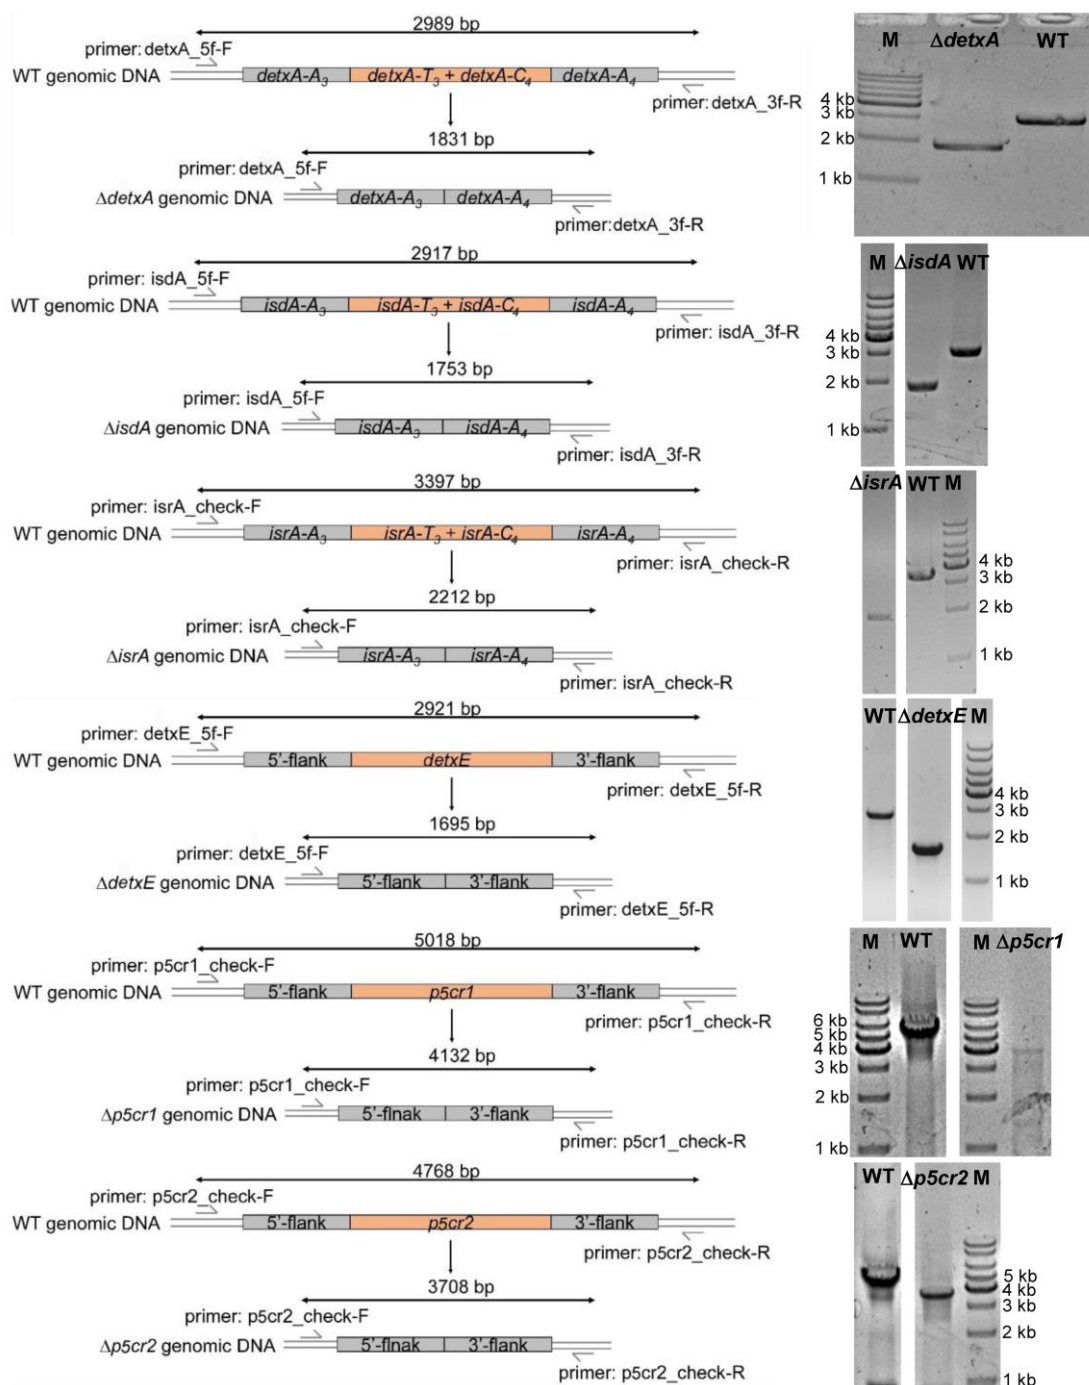 2989 bp
primer: detxA_5f-F
WT genomic DNA
detxA-A3 detxA-T3 + detxA-C4 detxA-A4
primer: detxA_3f-R
1831 bp
primer: detxA_5f-F
ΔdetxA genomic DNA
detxA-A3 detxA-A4
primer: detxA_3f-R
M ΔdetxA WT
4 kb
3 kb
2 kb
1 kb
2917 bp
primer: isdA_5f-F
WT genomic DNA
isdA-A3 isdA-T3 + isdA-C4 isdA-A4
primer: isdA_3f-R
1753 bp
primer: isdA_5f-F
ΔisdA genomic DNA
isdA-A3 isdA-A4
primer: isdA_3f-R
M ΔisdA WT
4 kb
3 kb
2 kb
1 kb
3397 bp
primer: isrA_check-F
WT genomic DNA
isrA-A3 isrA-T3 + isrA-C4 isrA-A4
primer: isrA_check-R
2212 bp
primer: isrA_check-F
ΔisrA genomic DNA
isrA-A3 isrA-A4
primer: isrA_check-R
ΔisrA WT M
4 kb
3 kb
2 kb
1 kb
2921 bp
primer: detxE_5f-F
WT genomic DNA
5'-flank detxE 3'-flank
primer: detxE_5f-R
1695 bp
primer: detxE_5f-F
ΔdetxE genomic DNA
5'-flank 3'-flank
primer: detxE_5f-R
WT ΔdetxE M
4 kb
3 kb
2 kb
1 kb
5018 bp
primer: p5cr1_check-F
WT genomic DNA
5'-flank p5cr1 3'-flank
primer: p5cr1_check-R
4132 bp
primer: p5cr1_check-F
Δp5cr1 genomic DNA
5'-flnak 3'-flank
primer: p5cr1_check-R
M WT M Δp5cr1
6 kb
5 kb
4 kb
3 kb
2 kb
1 kb
4768 bp
primer: p5cr2_check-F
WT genomic DNA
5'-flank p5cr2 3'-flank
primer: p5cr2_check-R
3708 bp
primer: p5cr2_check-F
Δp5cr2 genomic DNA
5'-flnak 3'-flank
primer: p5cr2_check-R
WT Δp5cr2 M
5 kb
4 kb
3 kb
2 kb
1 kb